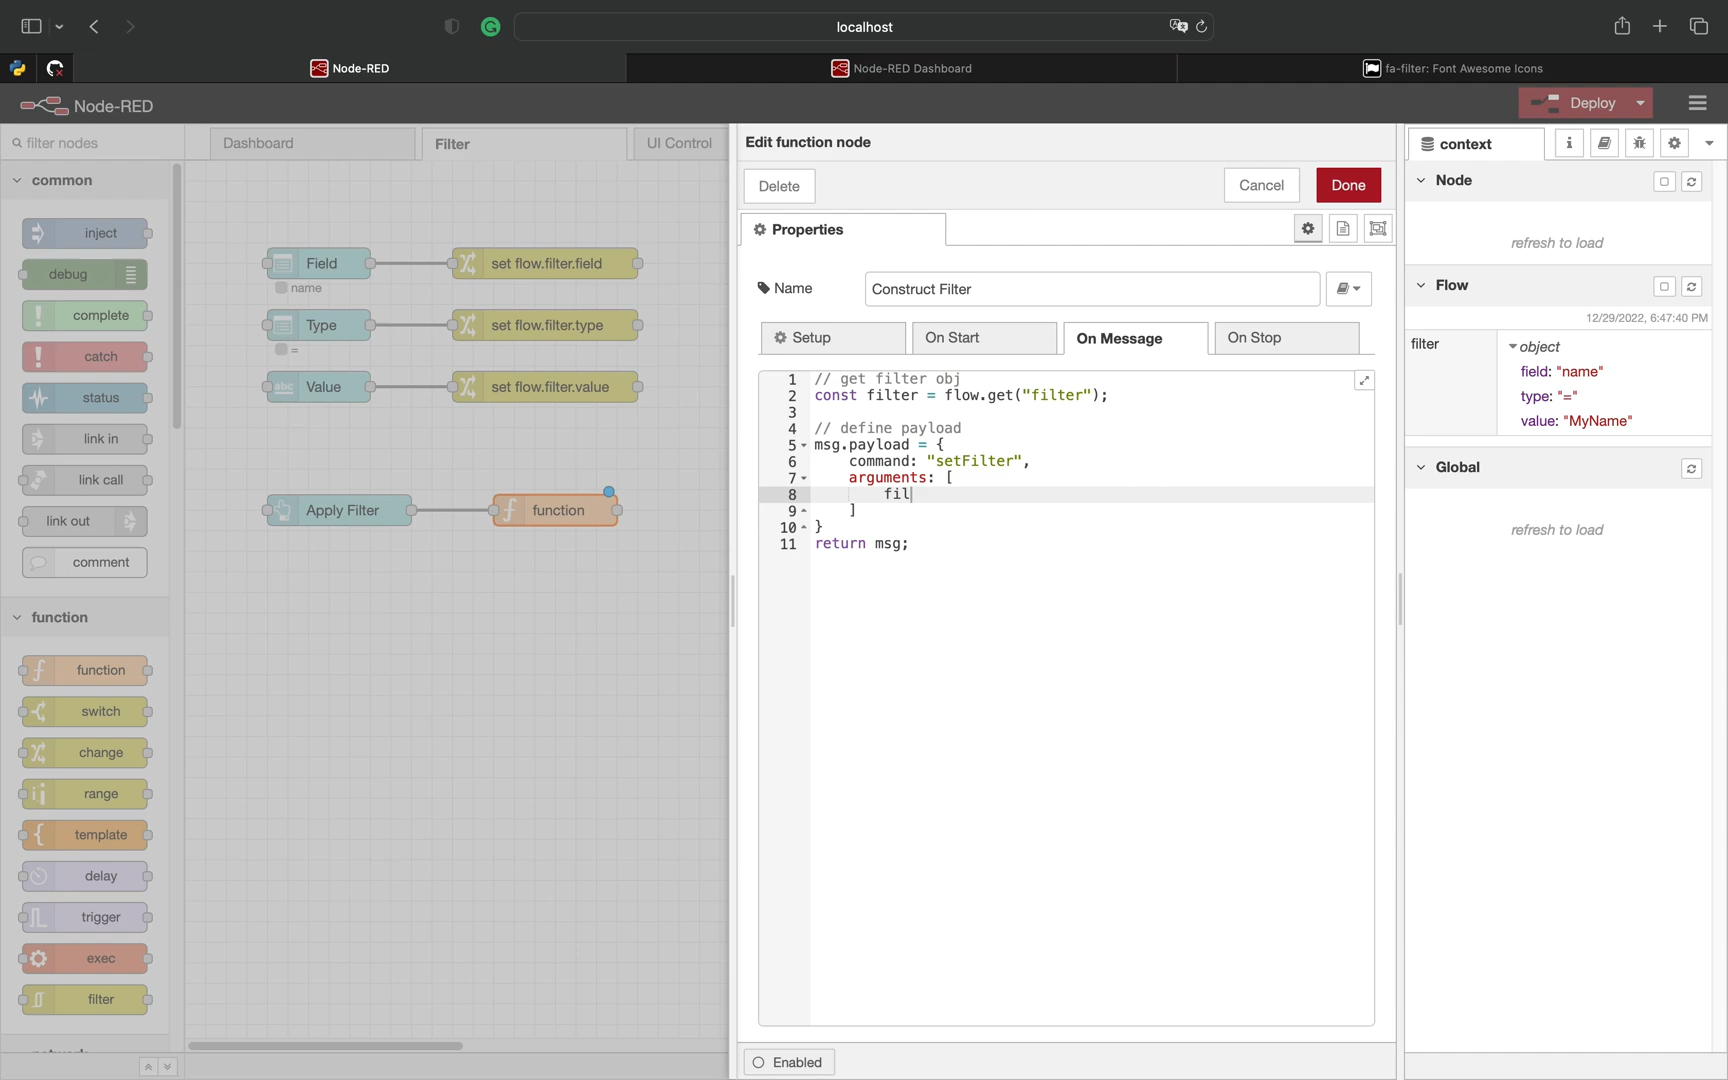 localhost
Node-RED
Node-RED Dashboard
fa-filter: Font Awesome Icons
Node-RED
Deploy
filter nodes
Dashboard
Filter
UI Control
Edit function node
context
common
Delete
Cancel
Done
Node
Properties
inject
refresh to load
debug
Field
set flow.filter.field
name
Name
Construct Filter
Flow
complete
12/29/2022, 6:47:40 PM
Type
set flow.filter.type
=
Setup
On Start
On Message
On Stop
filter
object
catch
field: "name"
abc
Value
set flow.filter.value
status
type: "="
value: "MyName"
1 // get filter obj
2 const filter = flow.get("filter");
3
4 // define payload
5 msg.payload = {
6 command: "setFilter",
7 arguments: [
8 fil
9 ]
10 }
11 return msg;
link in
Global
link call
Apply Filter
function
link out
refresh to load
comment
function
function
switch
change
range
template
delay
trigger
exec
filter
Enabled